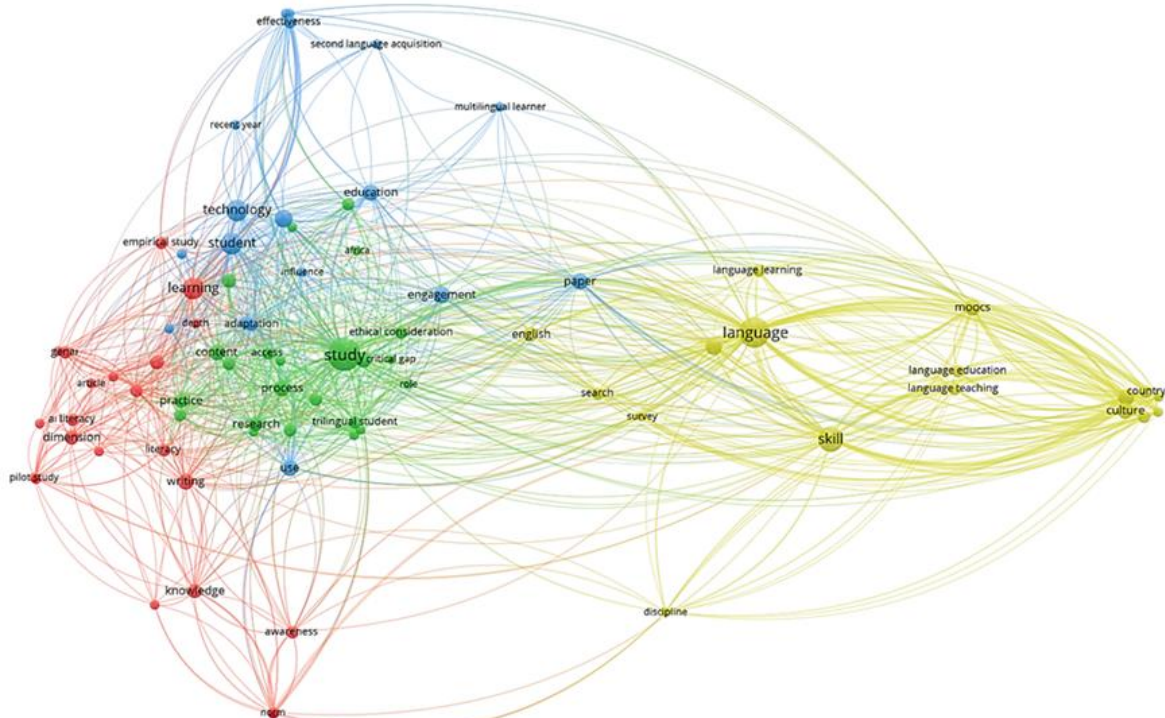 effectiveness
second language acquisition
multilingual learner
recent year
education
technology
student
empirical study
africa
influence
language learning
learning
paper
engagement
moocs
depth
adaptation
ethical consideration
english
language
genai
content
access
study
critical gap
language education
article
process
role
search
language teaching
country
practice
culture
ai literacy
research
trilingual student
survey
dimension
skill
literacy
use
pilot study
writing
knowledge
discipline
awareness
norm